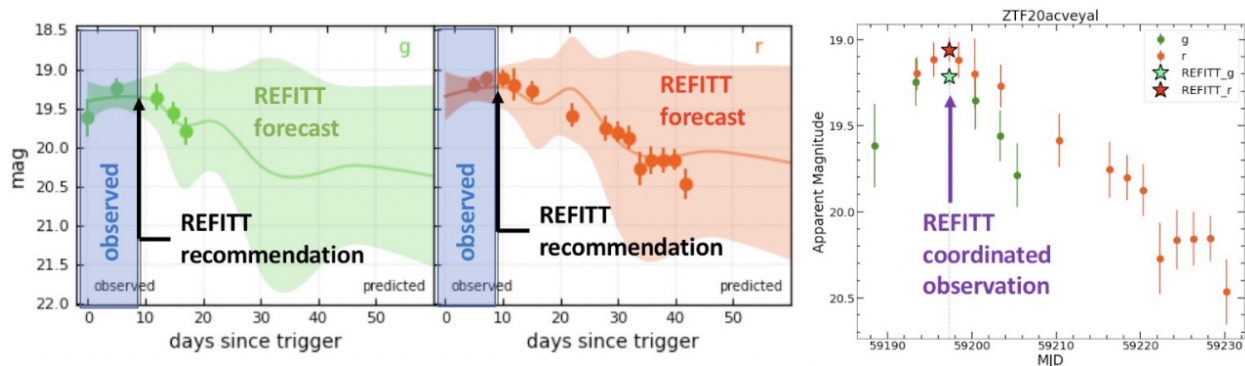 18.5
19.0
19.5
20.0
20.5
21.0
21.5
22.0
mag
g
REFITT
forecast
observed
REFITT
recommendation
observed
predicted
0
10
20
30
40
50
days since trigger
r
REFITT
forecast
REFITT
recommendation
observed
predicted
0
10
20
30
40
50
days since trigger
ZTF20acveyal
19.0
19.5
20.0
20.5
Apparent Magnitude
g
r
REFITT_g
REFITT_r
REFITT
coordinated
observation
59190
59200
59210
59220
59230
MJD